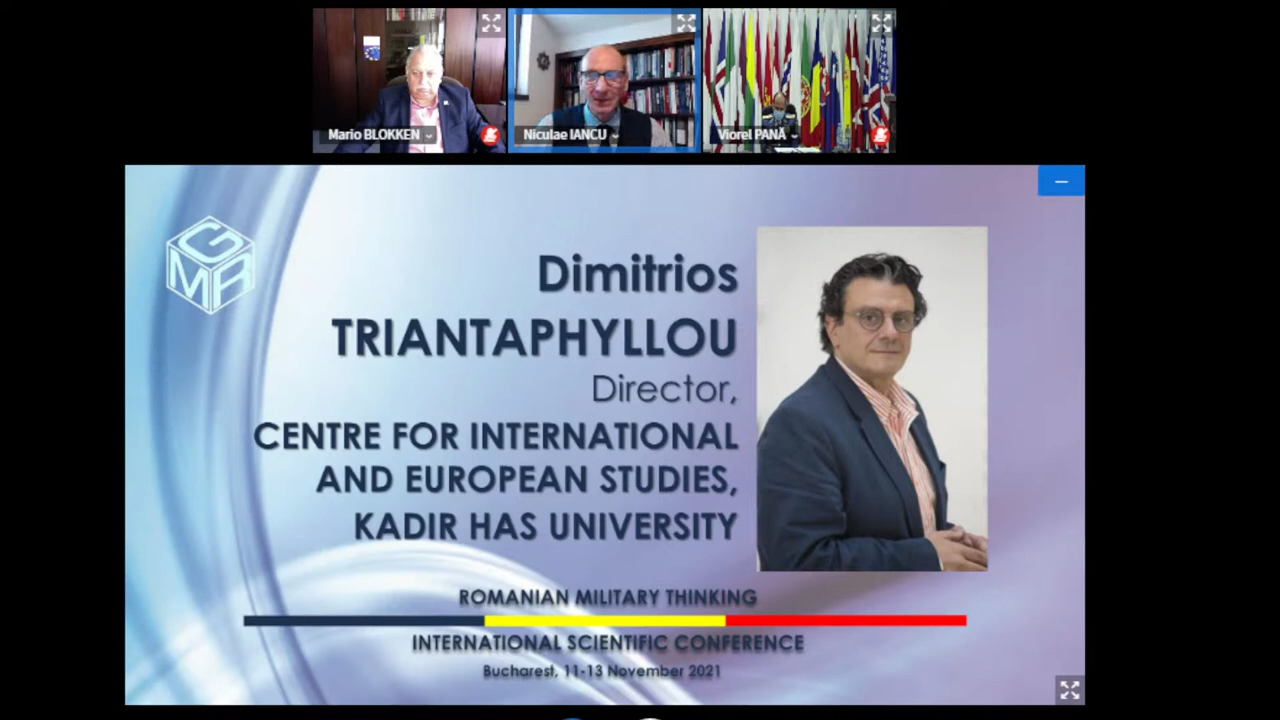 Mario BLOKKEN
Niculae IANCU
Viorel PANĂ
GMR
Dimitrios
TRIANTAPHYLLOU
Director,
CENTRE FOR INTERNATIONAL
AND EUROPEAN STUDIES,
KADIR HAS UNIVERSITY
ROMANIAN MILITARY THINKING
INTERNATIONAL SCIENTIFIC CONFERENCE
Bucharest, 11-13 November 2021